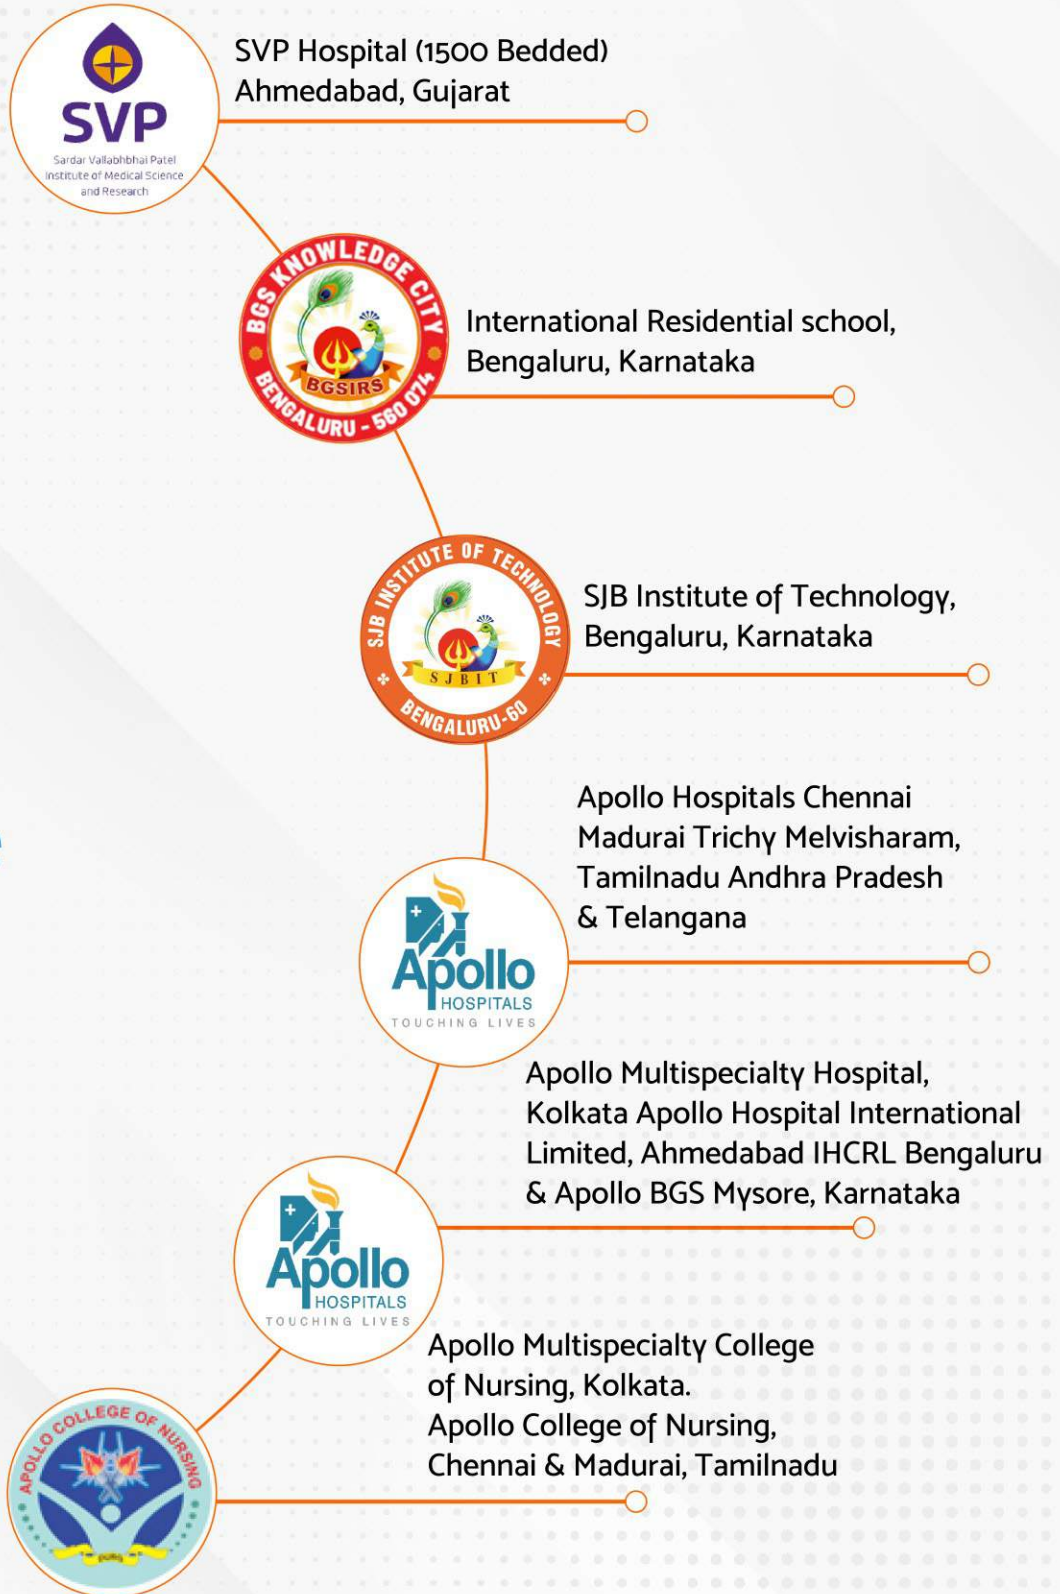 SVP
Sardar Vallabhbhai Patel
Institute of Medical Science
and Research
SVP Hospital (1500 Bedded)
Ahmedabad, Gujarat
BGS KNOWLEDGE CITY
BGSIRS
BENGALURU - 560 074
International Residential school,
Bengaluru, Karnataka
SJB INSTITUTE OF TECHNOLOGY
SJBIT
BENGALURU-60
SJB Institute of Technology,
Bengaluru, Karnataka
Apollo
HOSPITALS
TOUCHING LIVES
Apollo Hospitals Chennai
Madurai Trichy Melvisharam,
Tamilnadu Andhra Pradesh
& Telangana
Apollo
HOSPITALS
TOUCHING LIVES
Apollo Multispecialty Hospital,
Kolkata Apollo Hospital International
Limited, Ahmedabad IHCRL Bengaluru
& Apollo BGS Mysore, Karnataka
APOLLO COLLEGE OF NURSING
Apollo Multispecialty College
of Nursing, Kolkata.
Apollo College of Nursing,
Chennai & Madurai, Tamilnadu